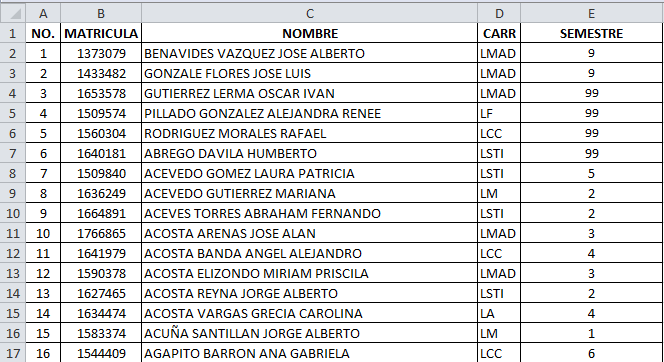 A B C D E
1 NO. MATRICULA NOMBRE CARR SEMESTRE
2 1 1373079 BENAVIDES VAZQUEZ JOSE ALBERTO LMAD 9
3 2 1433482 GONZALE FLORES JOSE LUIS LMAD 9
4 3 1653578 GUTIERREZ LERMA OSCAR IVAN LMAD 99
5 4 1509574 PILLADO GONZALEZ ALEJANDRA RENEE LF 99
6 5 1560304 RODRIGUEZ MORALES RAFAEL LCC 99
7 6 1640181 ABREGO DAVILA HUMBERTO LSTI 99
8 7 1509840 ACEVEDO GOMEZ LAURA PATRICIA LSTI 5
9 8 1636249 ACEVEDO GUTIERREZ MARIANA LM 2
10 9 1664891 ACEVES TORRES ABRAHAM FERNANDO LSTI 2
11 10 1766865 ACOSTA ARENAS JOSE ALAN LMAD 3
12 11 1641979 ACOSTA BANDA ANGEL ALEJANDRO LCC 4
13 12 1590378 ACOSTA ELIZONDO MIRIAM PRISCILA LMAD 3
14 13 1627465 ACOSTA REYNA JORGE ALBERTO LSTI 2
15 14 1634474 ACOSTA VARGAS GRECIA CAROLINA LA 4
16 15 1583374 ACUÑA SANTILLAN JORGE ALBERTO LM 1
17 16 1544409 AGAPITO BARRON ANA GABRIELA LCC 6